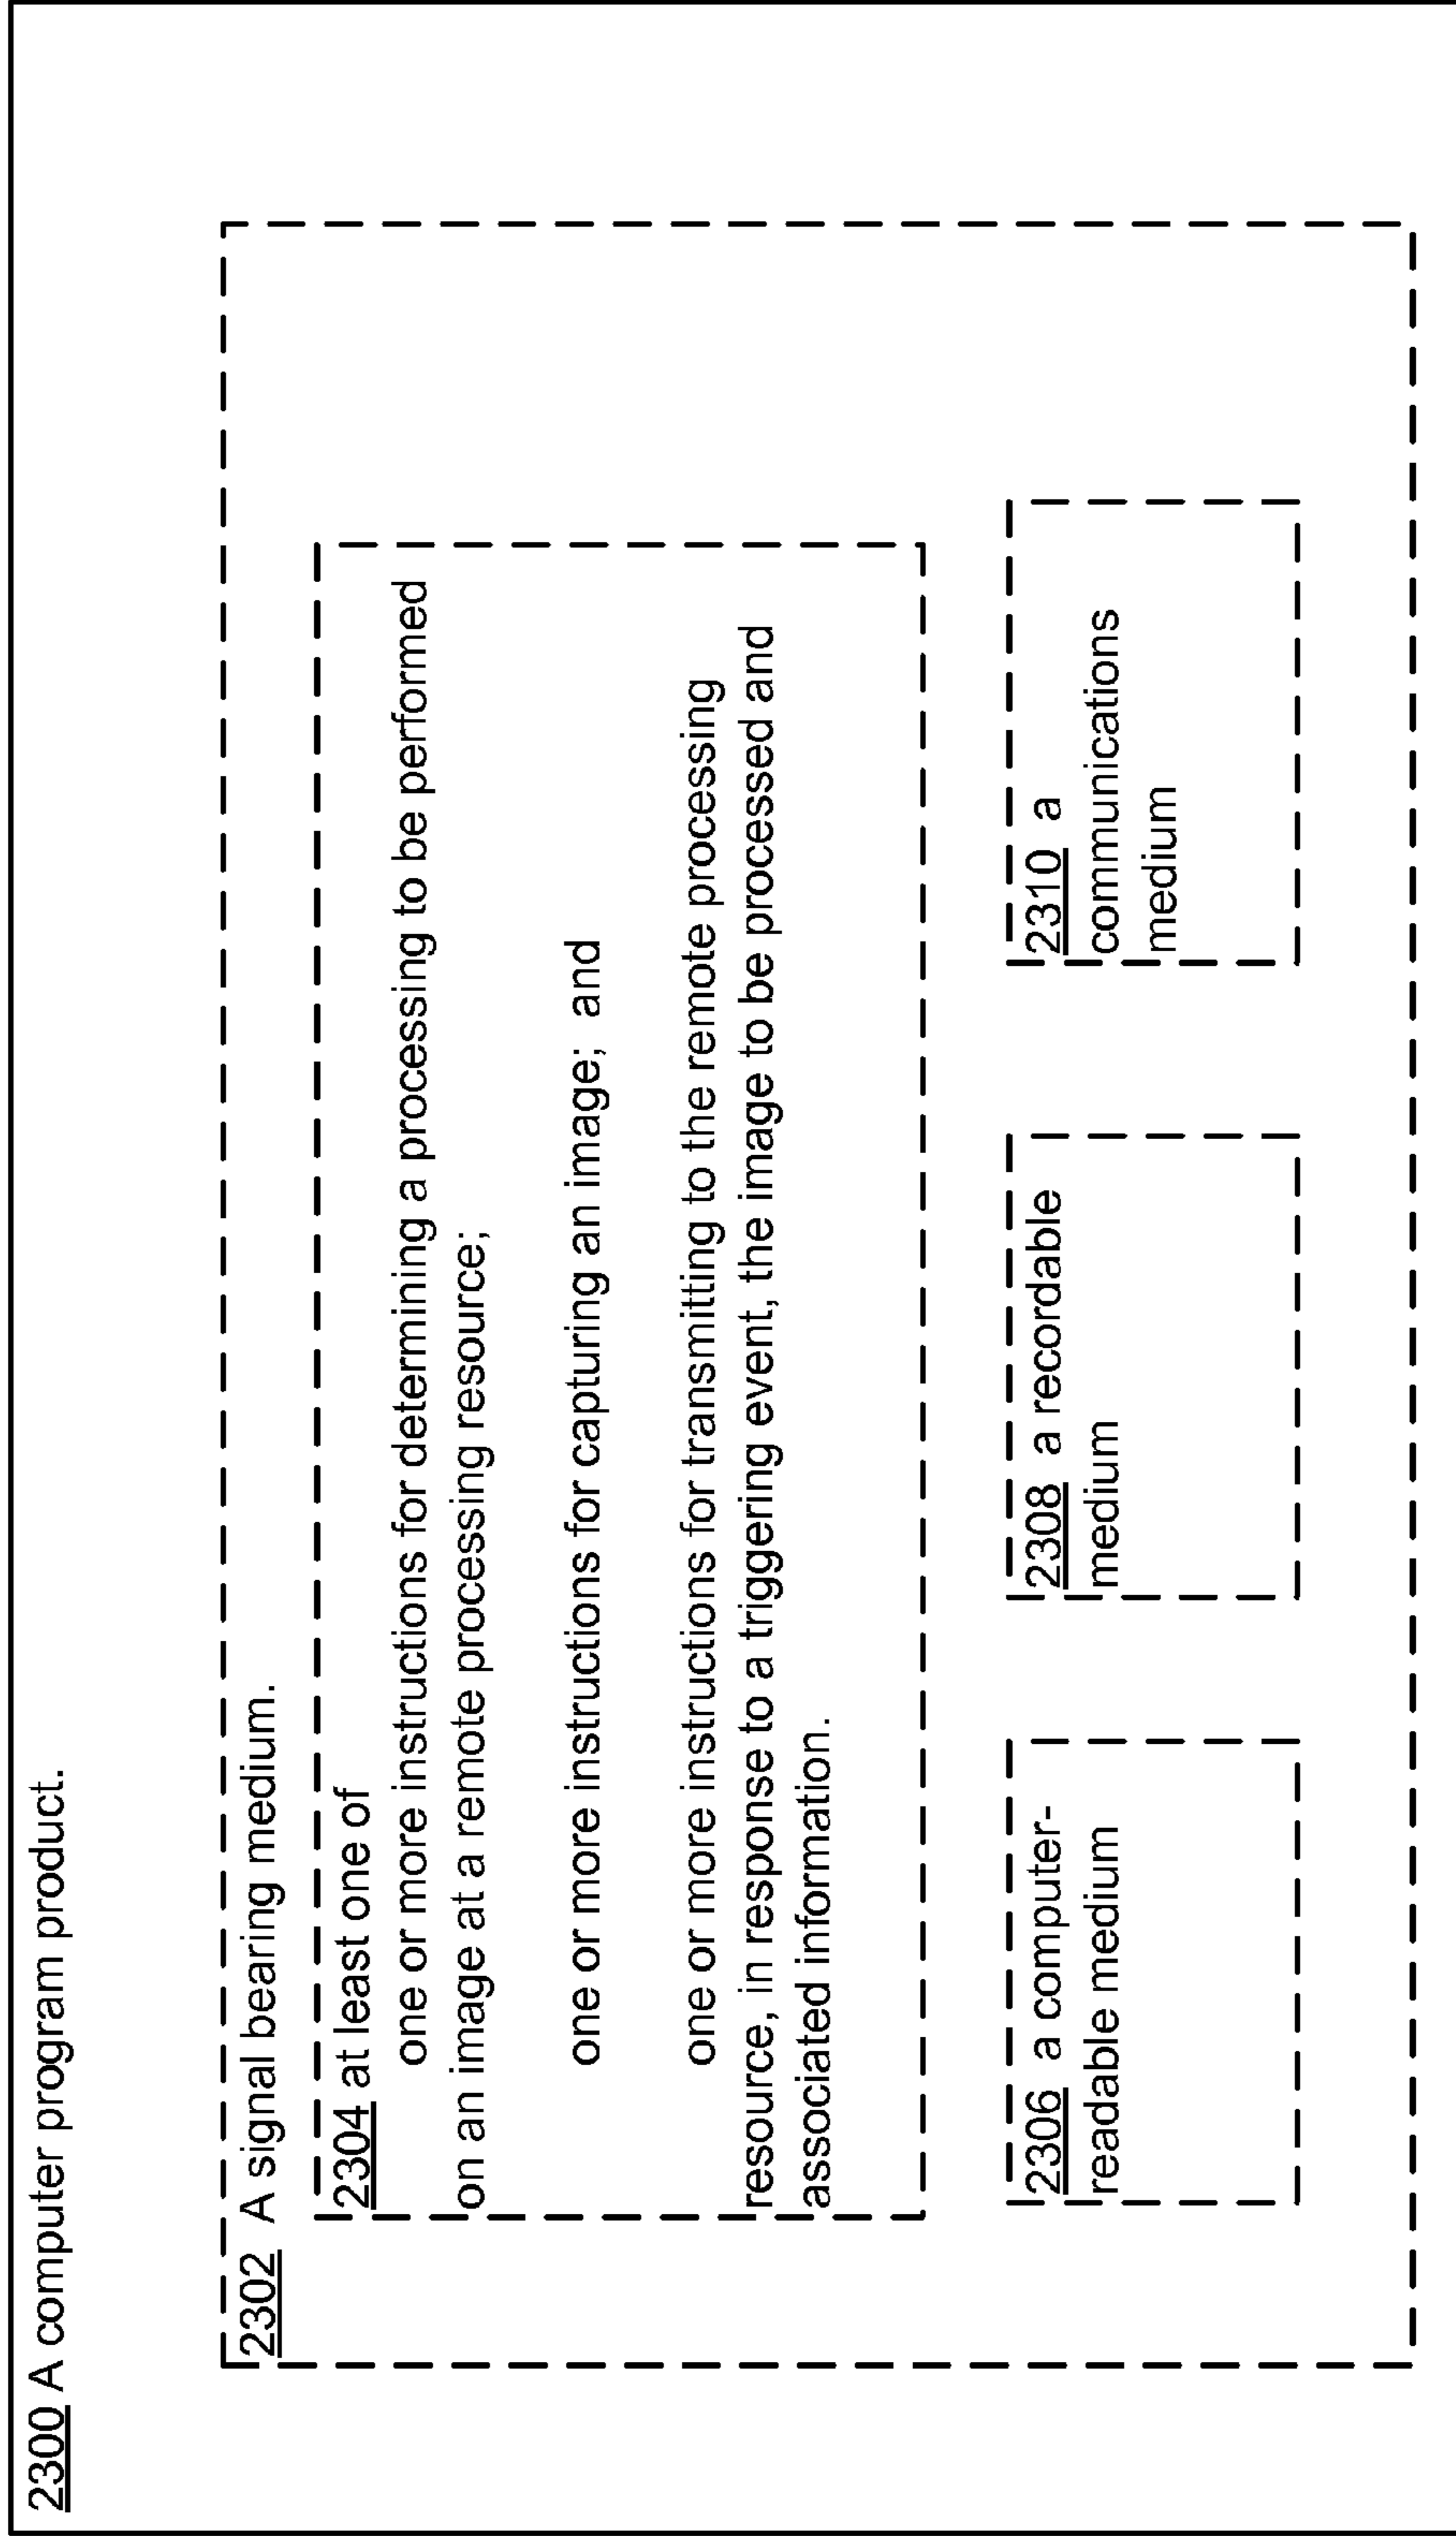 2300 A computer program product.
2302 A signal bearing medium.
2304 at least one of
one or more instructions for determining a processing to be performed
on an image at a remote processing resource;
one or more instructions for capturing an image; and
one or more instructions for transmitting to the remote processing
resource, in response to a triggering event, the image to be processed and
associated information.
2306 a computer-
readable medium
2308 a recordable
medium
2310 a
communications
medium